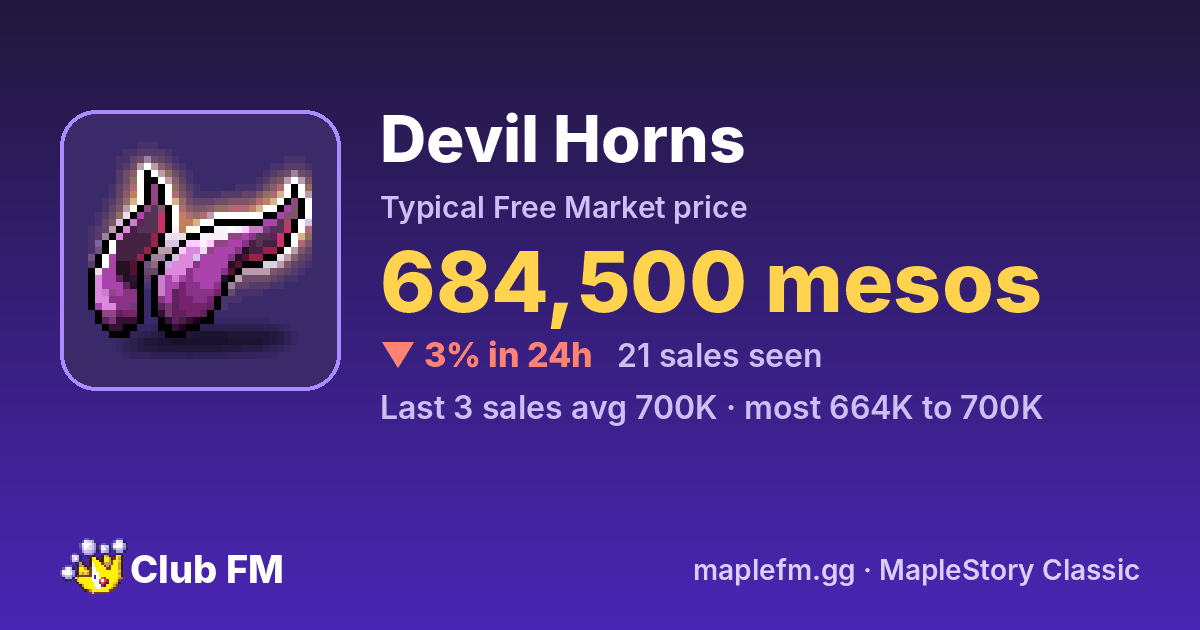 Devil Horns
Typical Free Market price
684,500 mesos
▼ 3% in 24h 21 sales seen
Last 3 sales avg 700K · most 664K to 700K
Club FM
maplefm.gg · MapleStory Classic